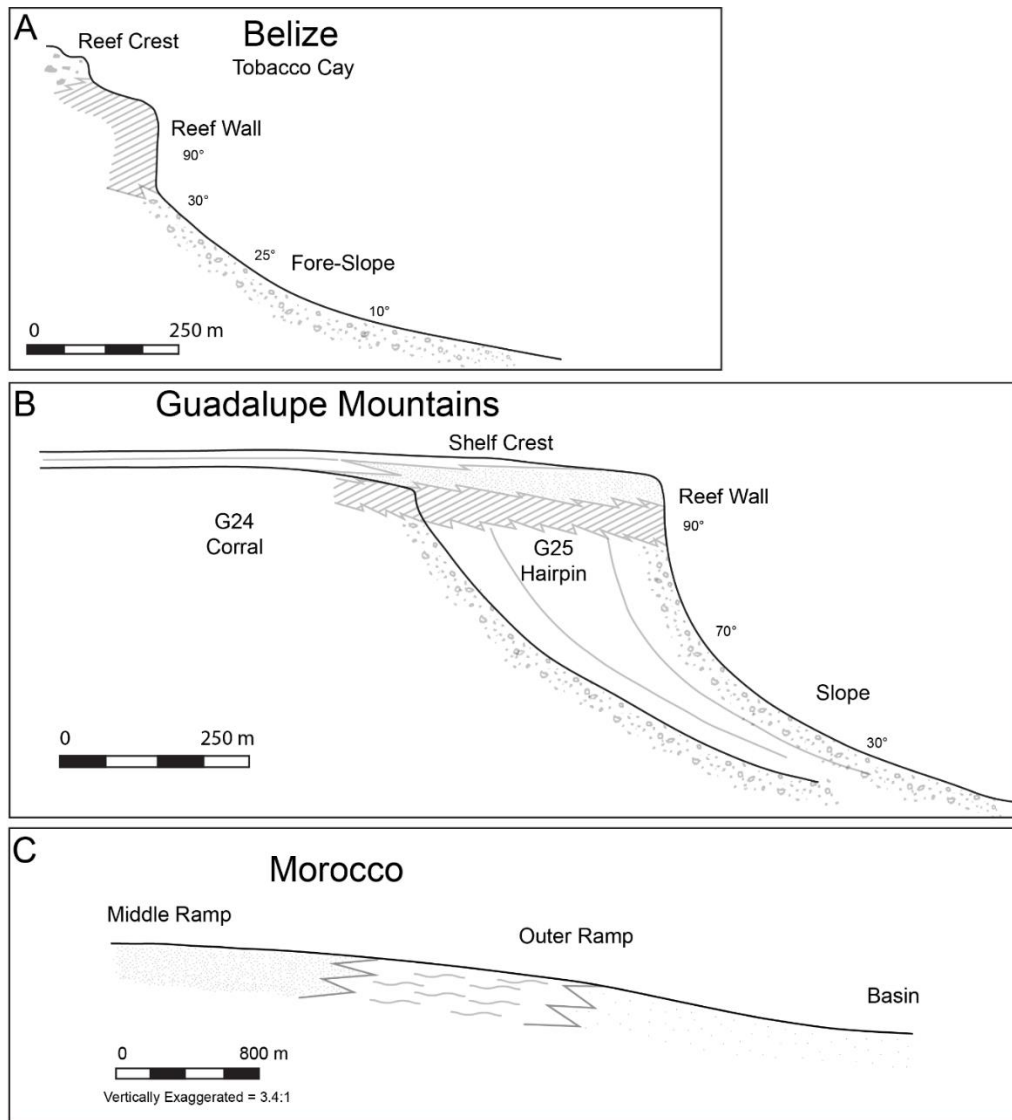 A
Belize
Tobacco Cay
Reef Crest
Reef Wall
90°
30°
25°
Fore-Slope
10°
0 250 m
B
Guadalupe Mountains
Shelf Crest
Reef Wall
90°
G24
Corral
G25
Hairpin
70°
Slope
30°
0 250 m
C
Morocco
Middle Ramp
Outer Ramp
Basin
0 800 m
Vertically Exaggerated = 3.4:1